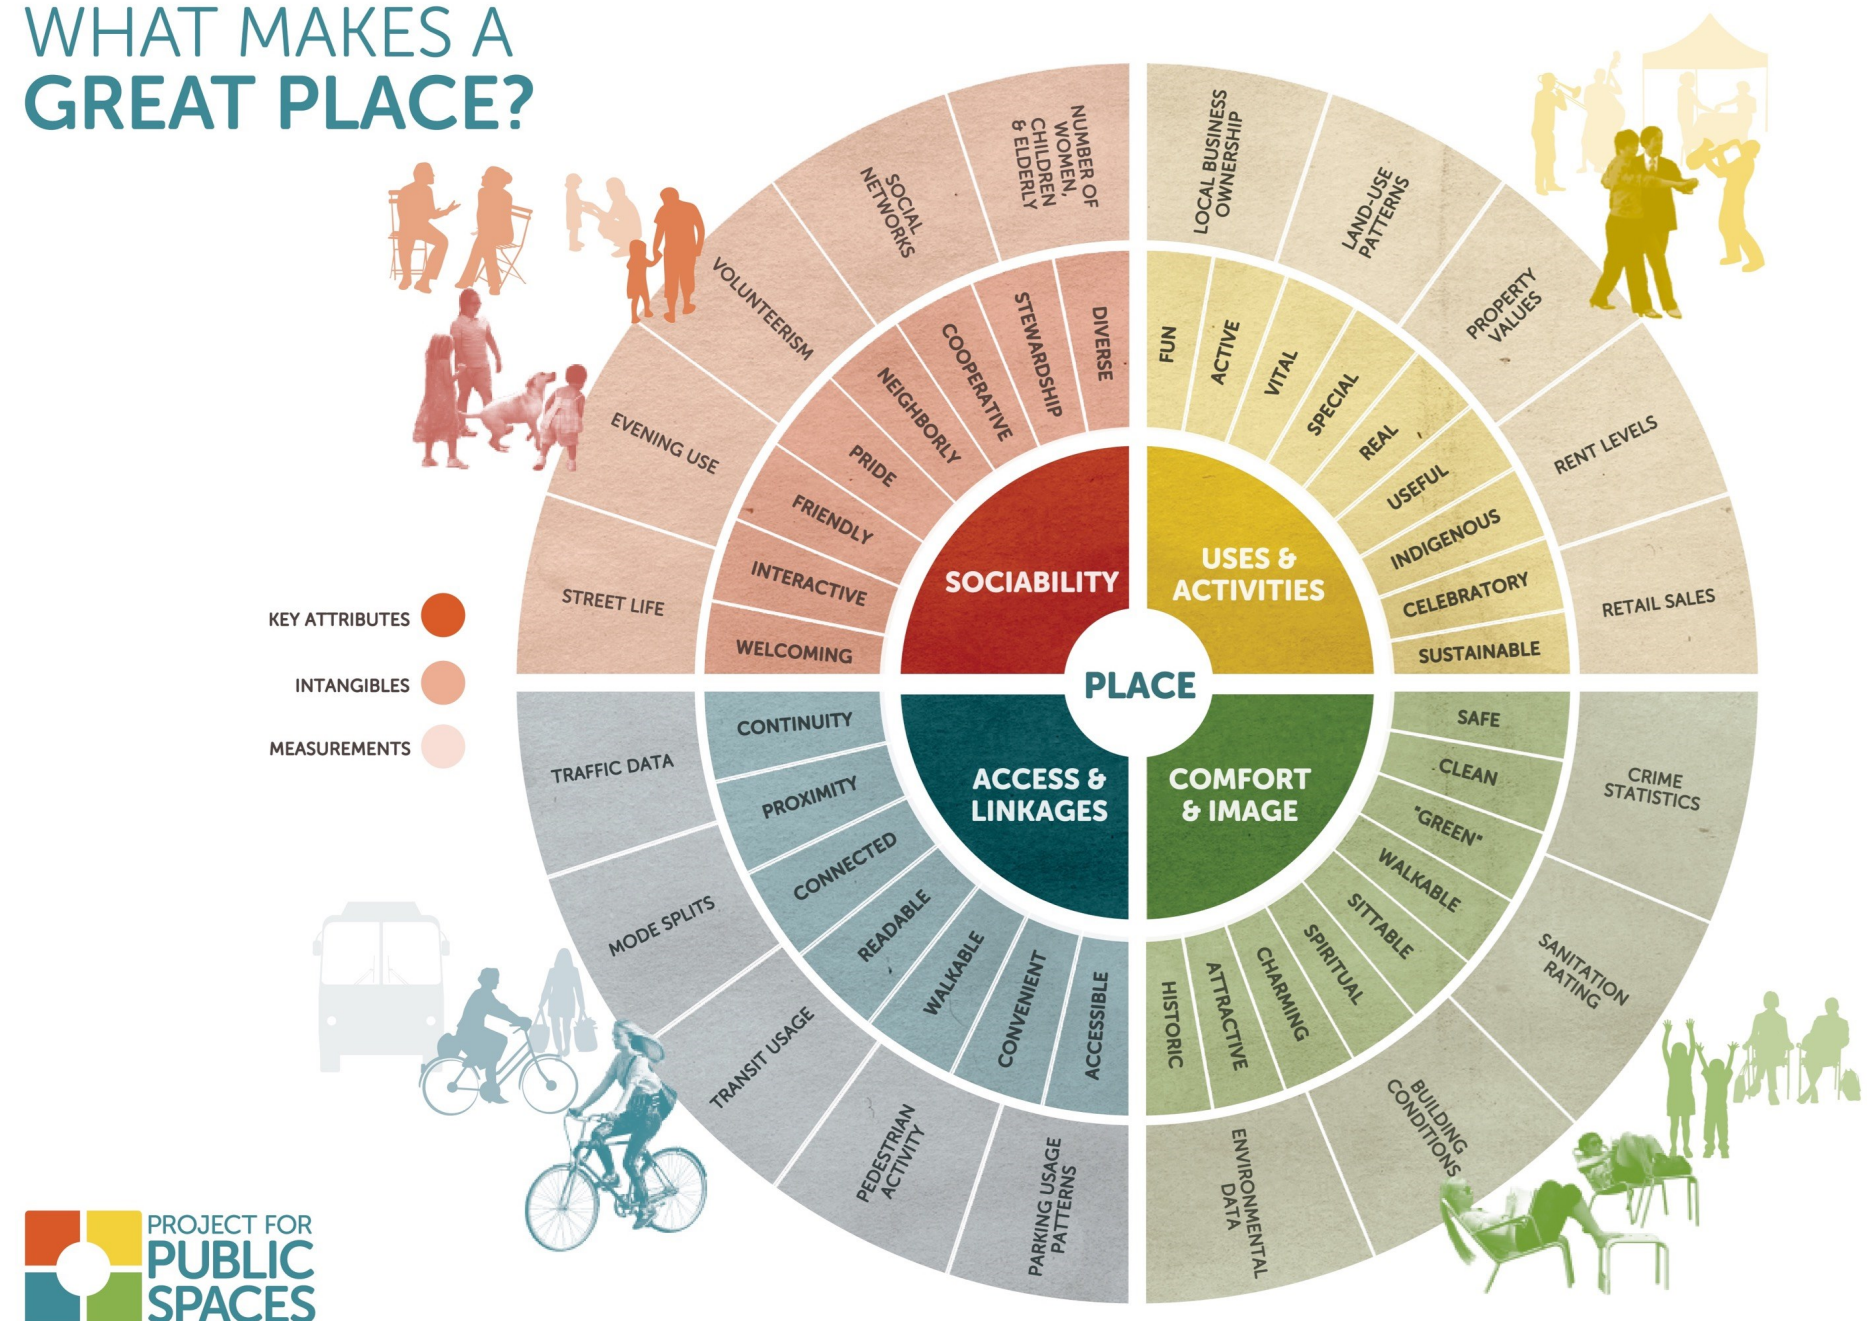 WHAT MAKES A
GREAT PLACE?
NUMBER OF
WOMEN,
CHILDREN
& ELDERLY
SOCIAL
NETWORKS
VOLUNTEERISM
EVENING USE
STREET LIFE
DIVERSE
STEWARDSHIP
COOPERATIVE
NEIGHBORLY
PRIDE
FRIENDLY
INTERACTIVE
WELCOMING
SOCIABILITY
LOCAL BUSINESS
OWNERSHIP
LAND-USE
PATTERNS
PROPERTY
VALUES
RENT LEVELS
RETAIL SALES
FUN
ACTIVE
VITAL
SPECIAL
REAL
USEFUL
INDIGENOUS
CELEBRATORY
SUSTAINABLE
USES &
ACTIVITIES
PLACE
KEY ATTRIBUTES
INTANGIBLES
MEASUREMENTS
ACCESS &
LINKAGES
CONTINUITY
PROXIMITY
CONNECTED
READABLE
WALKABLE
CONVENIENT
ACCESSIBLE
TRAFFIC DATA
MODE SPLITS
TRANSIT USAGE
PEDESTRIAN
ACTIVITY
PARKING USAGE
PATTERNS
COMFORT
& IMAGE
SAFE
CLEAN
"GREEN"
WALKABLE
SITTABLE
SPIRITUAL
CHARMING
ATTRACTIVE
HISTORIC
CRIME
STATISTICS
SANITATION
RATING
BUILDING
CONDITIONS
ENVIRONMENTAL
DATA
PROJECT FOR
PUBLIC
SPACES